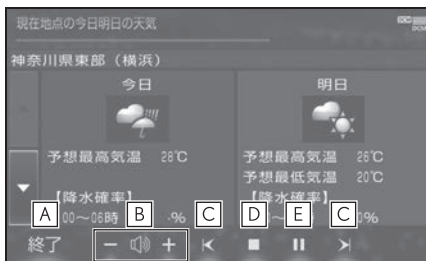 現在地点の今日明日の天気
DCM
神奈川県東部(横浜)
今日 明日
予想最高気温 28℃ 予想最高気温 26℃
予想最低気温 20℃
【降水確率】 【降水確率】
A B C D E C
00~06時 -% 0%
終了 − +